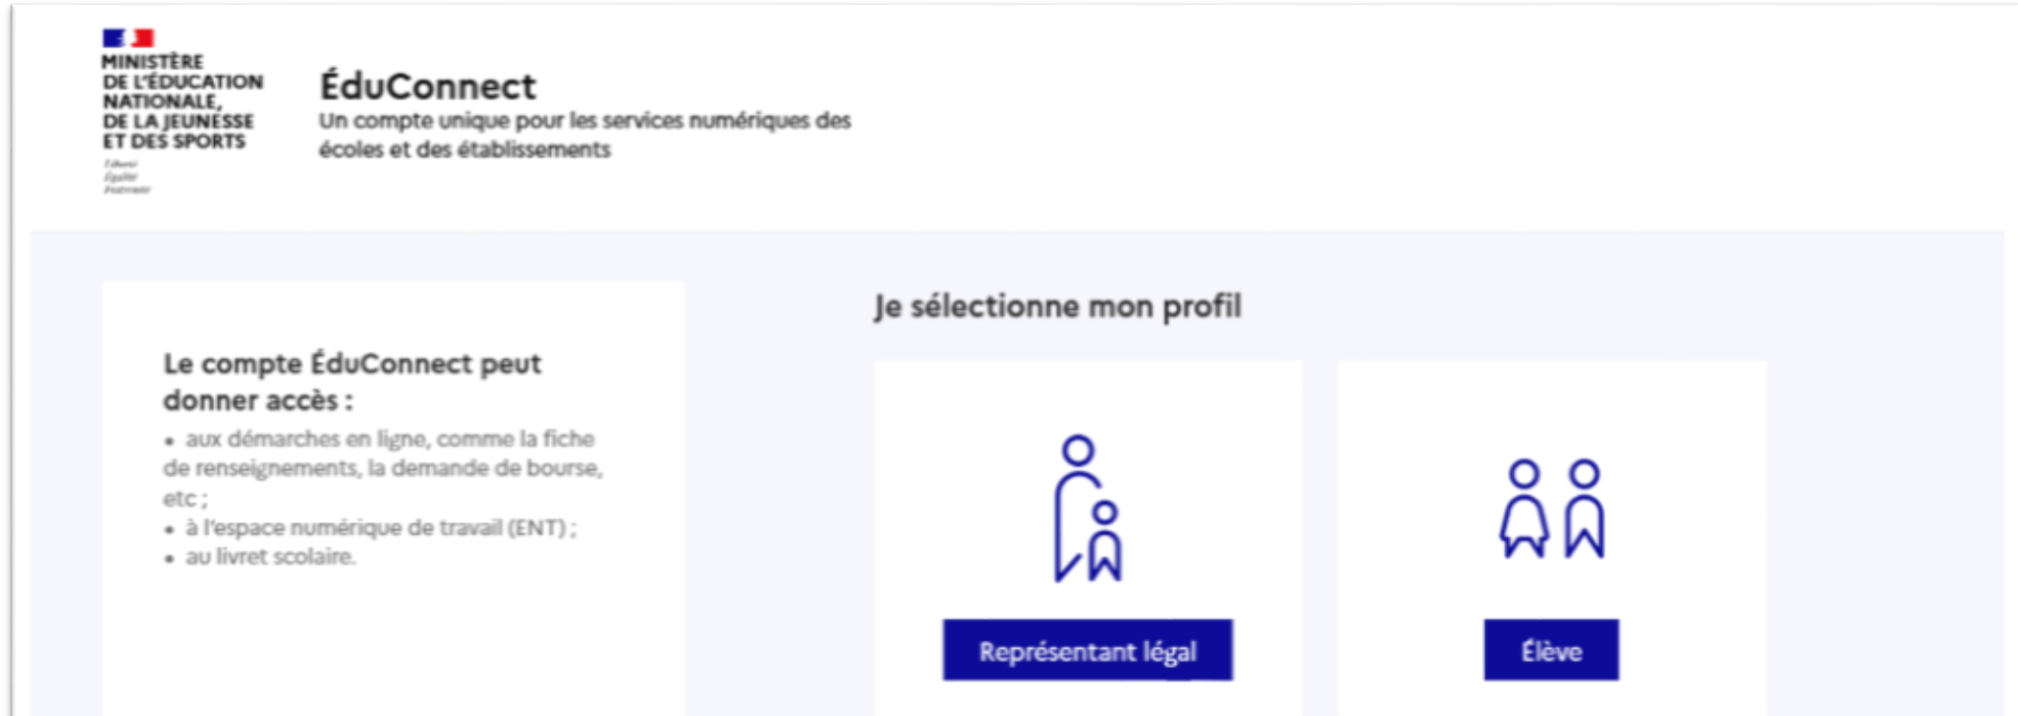 MINISTÈRE
DE L'ÉDUCATION
NATIONALE,
DE LA JEUNESSE
ET DES SPORTS
Liberté
Égalité
Fraternité
ÉduConnect
Un compte unique pour les services numériques des
écoles et des établissements
Le compte ÉduConnect peut
donner accès :
• aux démarches en ligne, comme la fiche
de renseignements, la demande de bourse,
etc ;
• à l'espace numérique de travail (ENT) ;
• au livret scolaire.
Je sélectionne mon profil
Représentant légal
Élève